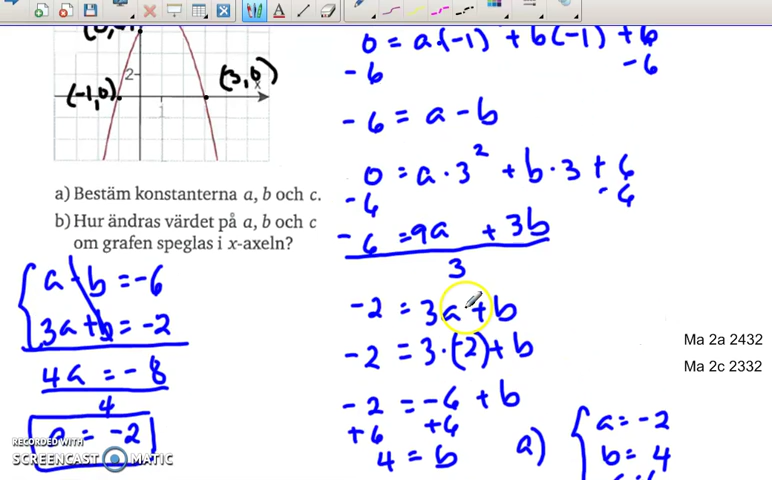 (-1,0)
2
(3,0)
x
1
a) Bestäm konstanterna a, b och c.
b) Hur ändras värdet på a, b och c
om grafen speglas i x-axeln?
a - b = -6
3a + b = -2
4a = -8
4
a = -2
0 = a·(-1)² + b(-1) + 6
-6 -6
-6 = a - b
0 = a·3² + b·3 + 6
-6 -6
-6 = 9a + 3b
3
-2 = 3a + b
-2 = 3·(-2) + b
-2 = -6 + b
+6 +6
4 = b
a) a = -2
b = 4
Ma 2a 2432
Ma 2c 2332
RECORDED WITH
SCREENCAST MATIC